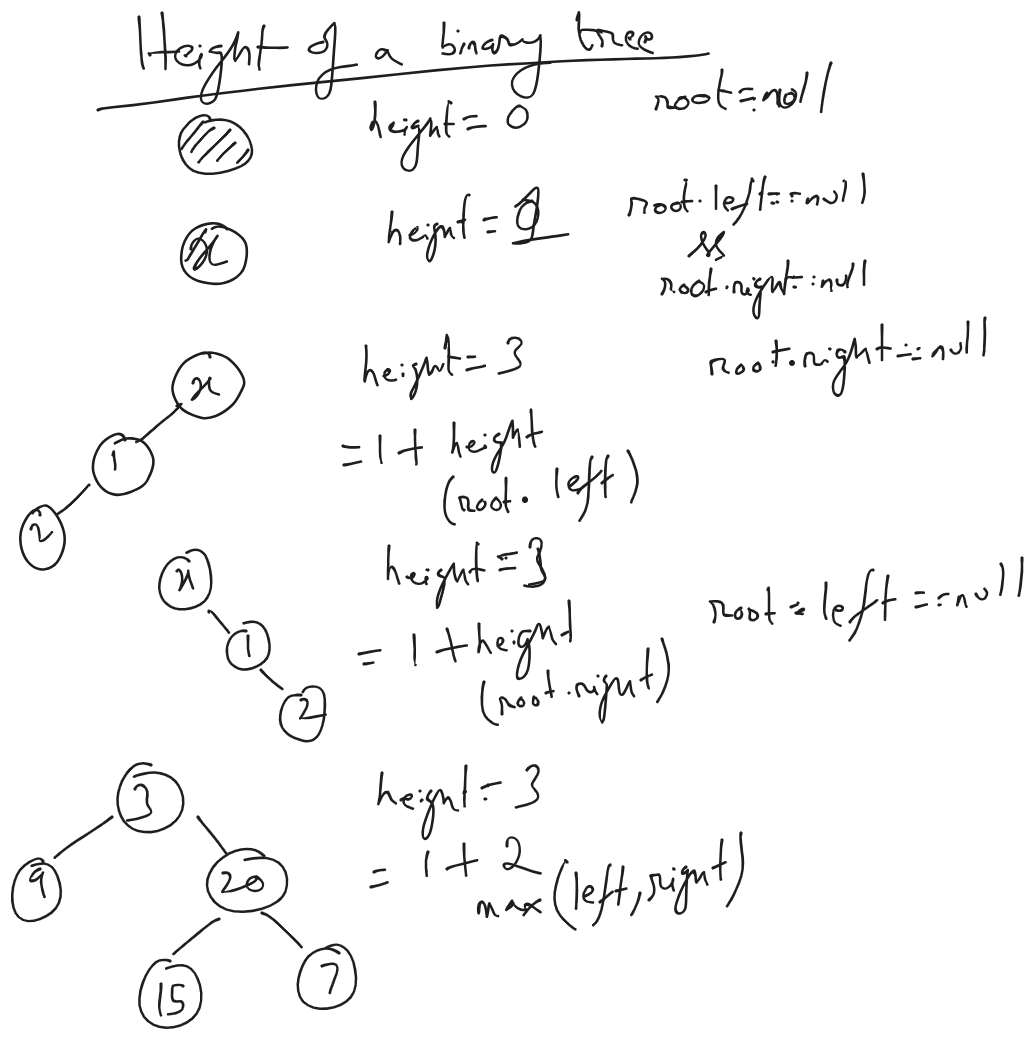 Height of a binary tree
height = 0 root==null
x height = 1 root.left==null
&&
root.right==null
x height = 3 root.right==null
1 = 1 + height
2 (root.left)
x height = 3
1 = 1 + height root.left==null
2 (root.right)
3 height = 3
9 20 = 1 + 2
max(left,right)
15 7